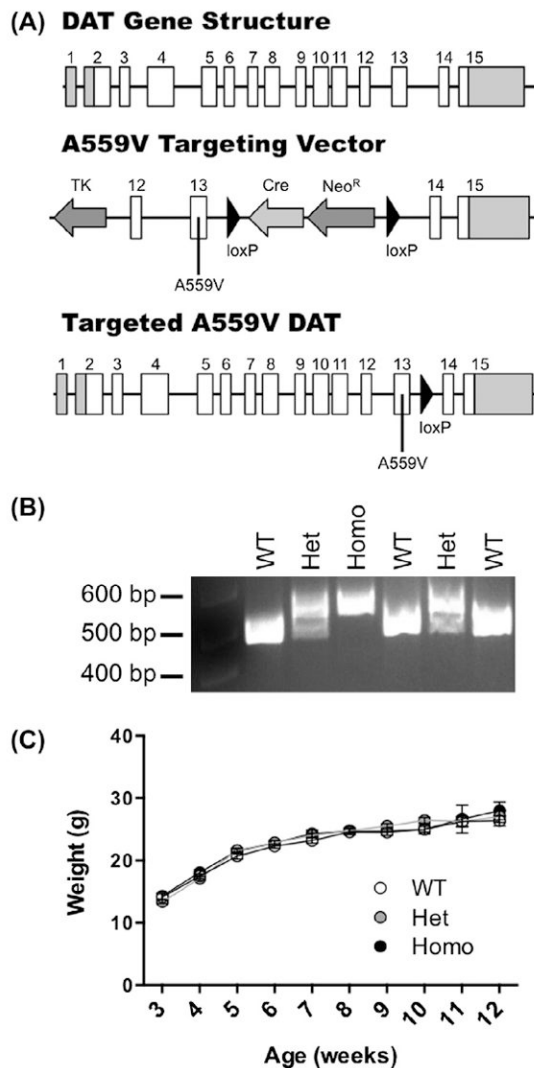 (A) DAT Gene Structure
1 2 3 4 5 6 7 8 9 10 11 12 13 14 15
A559V Targeting Vector
TK 12 13 Cre Neo^R 14 15
loxP loxP
A559V
Targeted A559V DAT
1 2 3 4 5 6 7 8 9 10 11 12 13 14 15
loxP
A559V
(B)
WT Het Homo WT Het WT
600 bp
500 bp
400 bp
(C)
40
30
20
10
0
Weight (g)
WT
Het
Homo
3 4 5 6 7 8 9 10 11 12
Age (weeks)